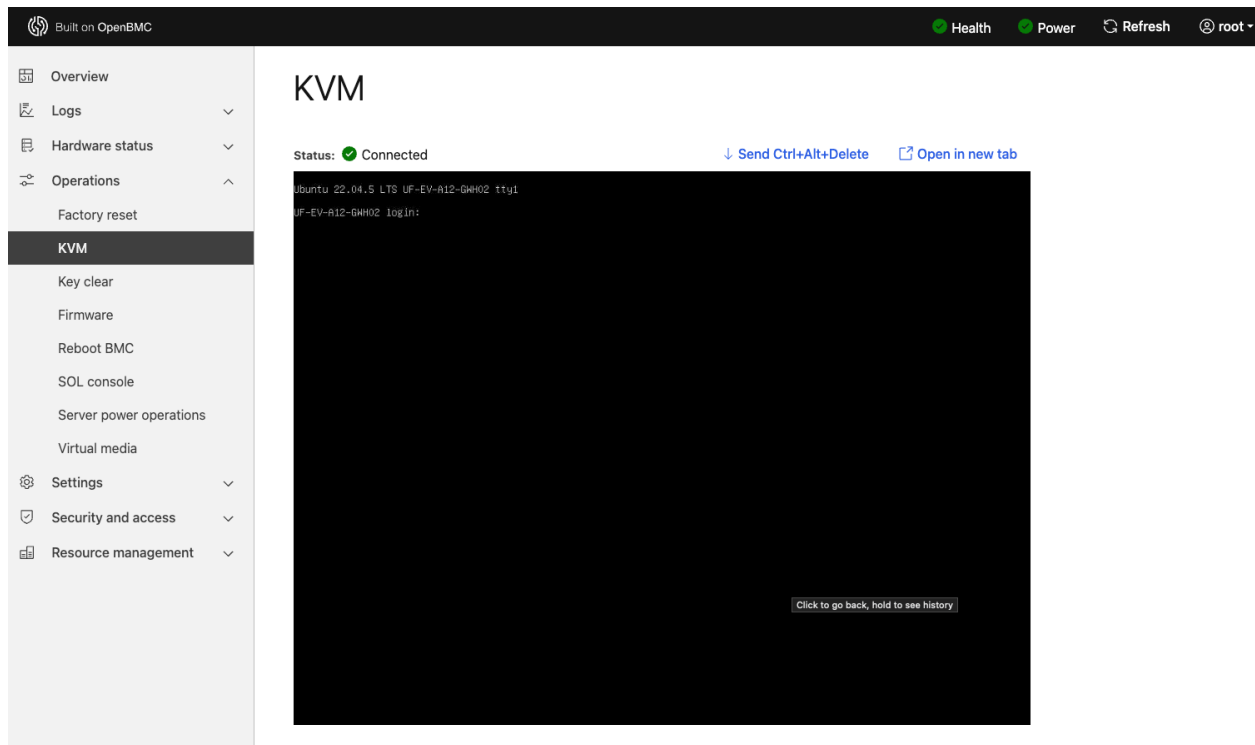 Built on OpenBMC
Health
Power
Refresh
root
Overview
Logs
Hardware status
Operations
Factory reset
KVM
Key clear
Firmware
Reboot BMC
SOL console
Server power operations
Virtual media
Settings
Security and access
Resource management
KVM
Status: Connected
Send Ctrl+Alt+Delete
Open in new tab
Ubuntu 22.04.5 LTS UF-EV-A12-GWH02 tty1
UF-EV-A12-GWH02 login:
Click to go back, hold to see history